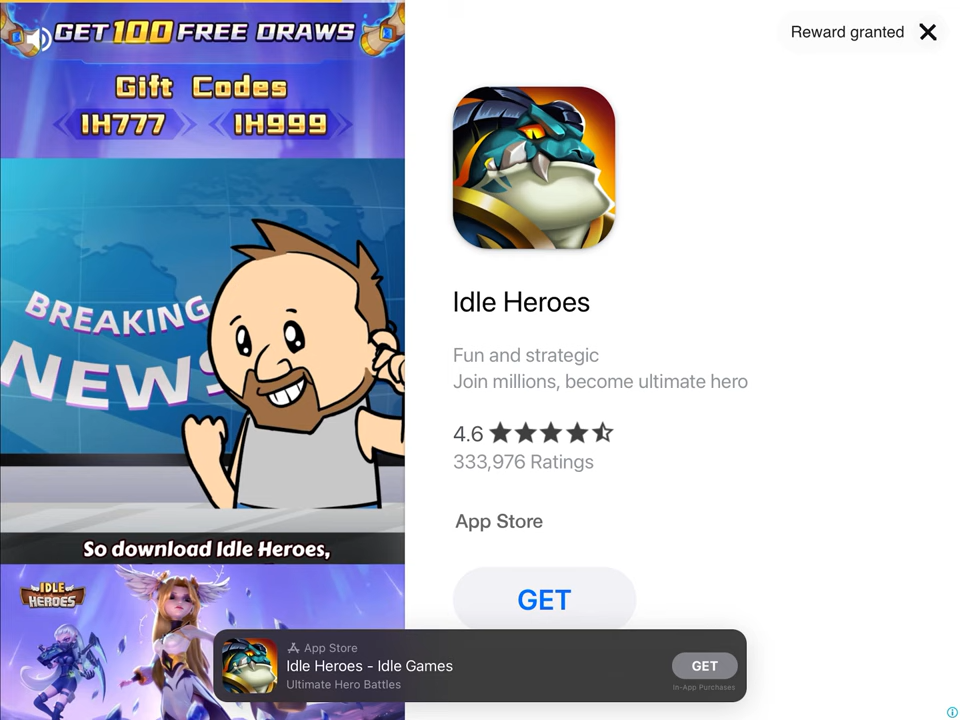 GET 100 FREE DRAWS
Gift Codes
IH777 IH999
BREAKING
NEWS
So download Idle Heroes,
IDLE
HEROES
Reward granted
Idle Heroes
Fun and strategic
Join millions, become ultimate hero
4.6
333,976 Ratings
App Store
GET
App Store
Idle Heroes - Idle Games
Ultimate Hero Battles
GET
In-App Purchases